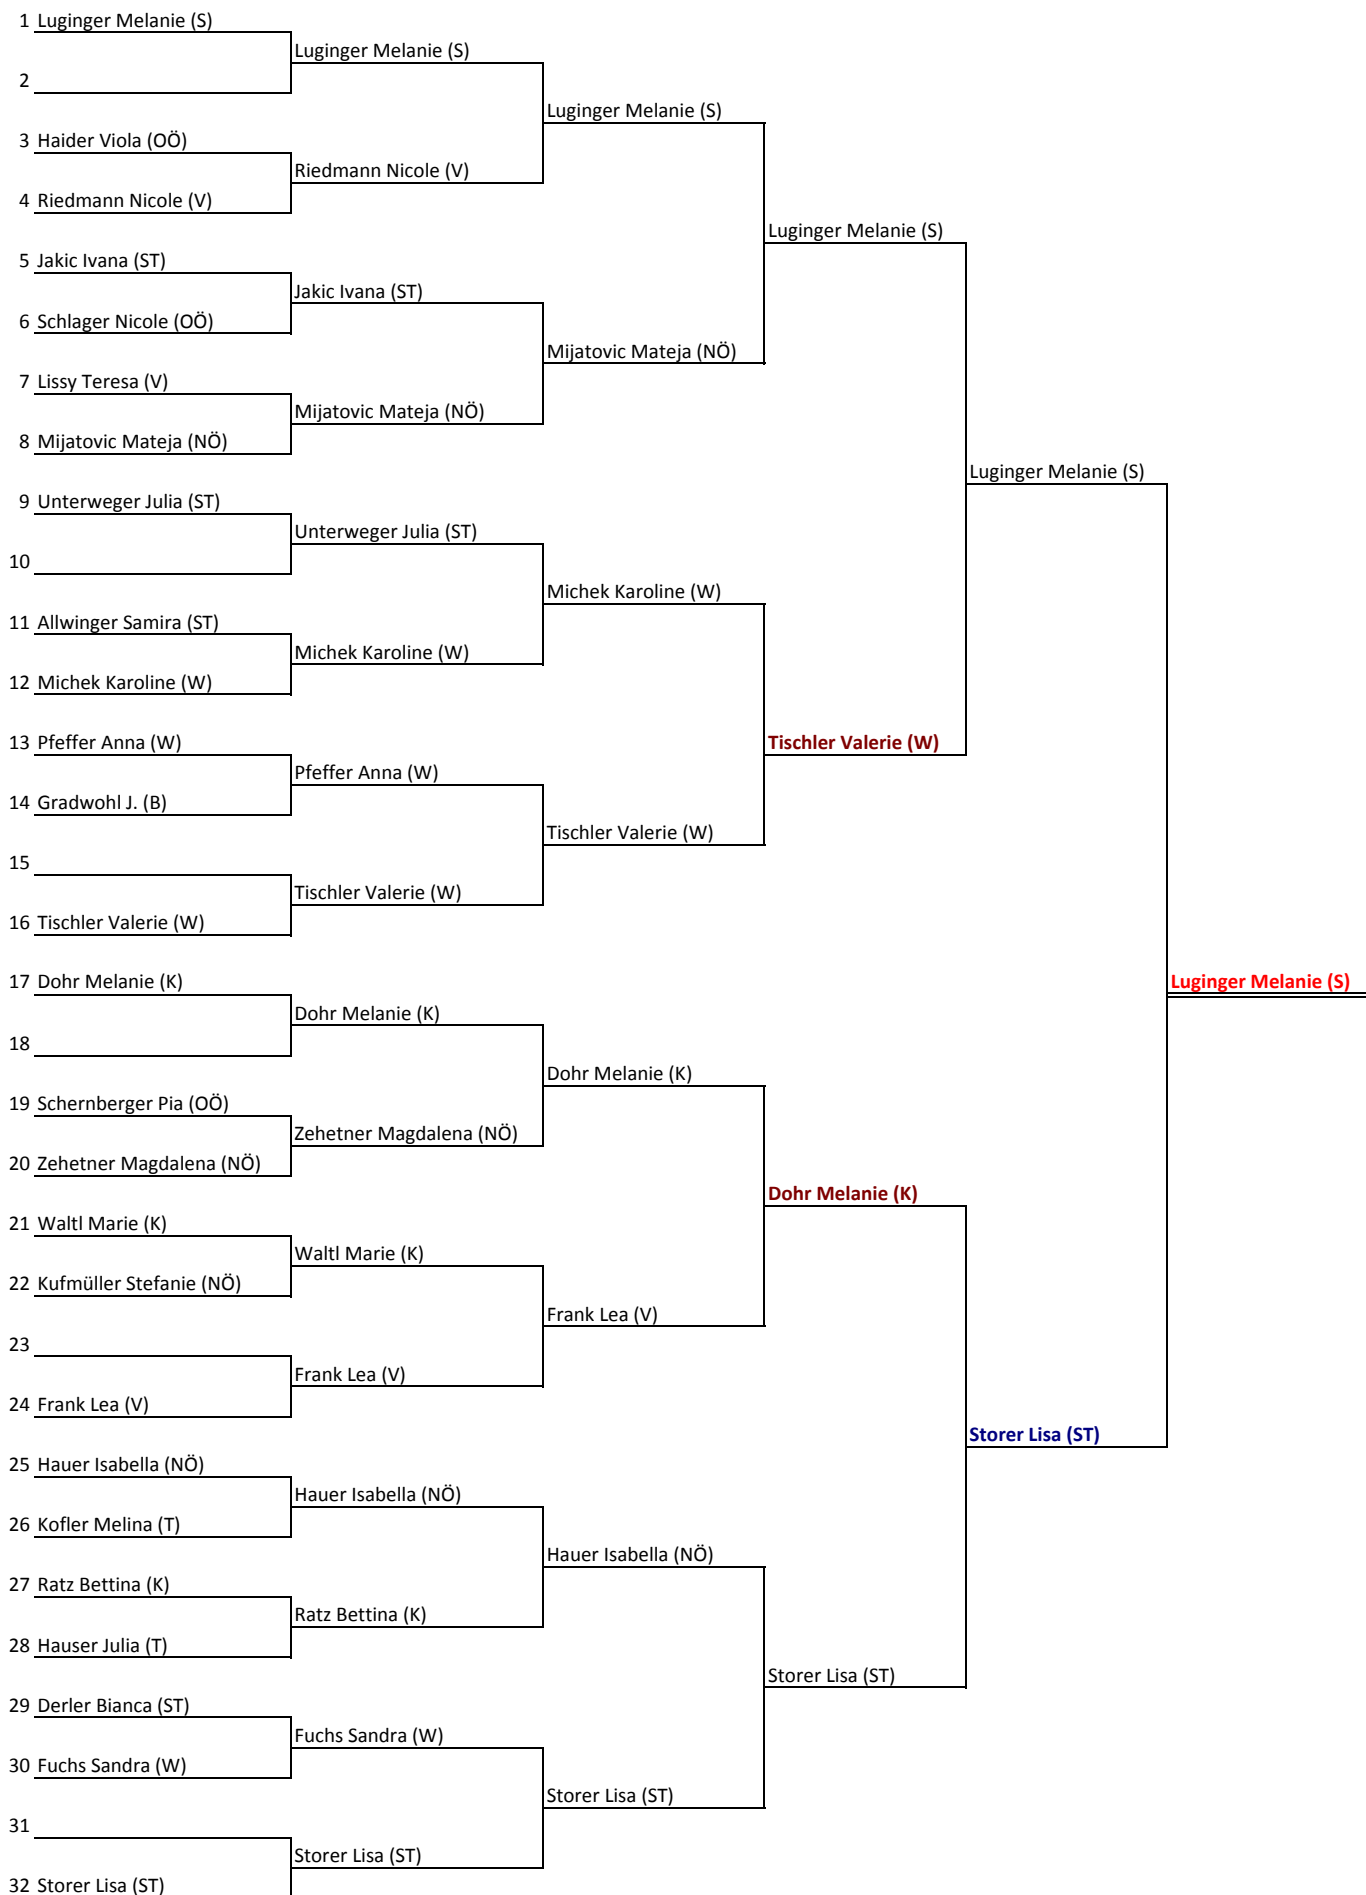 1 Luginger Melanie (S)
Luginger Melanie (S)
2
Luginger Melanie (S)
3 Haider Viola (OÖ)
Riedmann Nicole (V)
4 Riedmann Nicole (V)
Luginger Melanie (S)
5 Jakic Ivana (ST)
Jakic Ivana (ST)
6 Schlager Nicole (OÖ)
Mijatovic Mateja (NÖ)
7 Lissy Teresa (V)
Mijatovic Mateja (NÖ)
8 Mijatovic Mateja (NÖ)
Luginger Melanie (S)
9 Unterweger Julia (ST)
Unterweger Julia (ST)
10
Michek Karoline (W)
11 Allwinger Samira (ST)
Michek Karoline (W)
12 Michek Karoline (W)
13 Pfeffer Anna (W)
Tischler Valerie (W)
Pfeffer Anna (W)
14 Gradwohl J. (B)
Tischler Valerie (W)
15
Tischler Valerie (W)
16 Tischler Valerie (W)
17 Dohr Melanie (K)
Luginger Melanie (S)
Dohr Melanie (K)
18
Dohr Melanie (K)
19 Schernberger Pia (OÖ)
Zehetner Magdalena (NÖ)
20 Zehetner Magdalena (NÖ)
Dohr Melanie (K)
21 Waltl Marie (K)
Waltl Marie (K)
22 Kufmüller Stefanie (NÖ)
Frank Lea (V)
23
Frank Lea (V)
24 Frank Lea (V)
Storer Lisa (ST)
25 Hauer Isabella (NÖ)
Hauer Isabella (NÖ)
26 Kofler Melina (T)
Hauer Isabella (NÖ)
27 Ratz Bettina (K)
Ratz Bettina (K)
28 Hauser Julia (T)
Storer Lisa (ST)
29 Derler Bianca (ST)
Fuchs Sandra (W)
30 Fuchs Sandra (W)
Storer Lisa (ST)
31
Storer Lisa (ST)
32 Storer Lisa (ST)